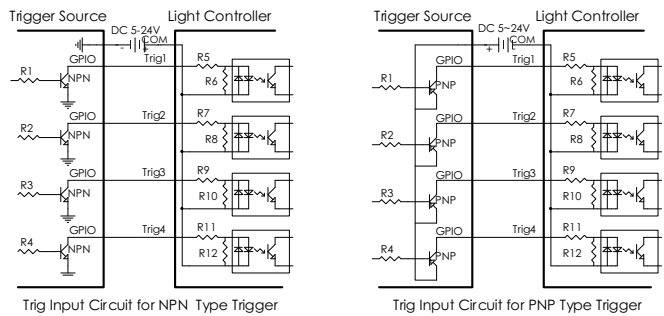 Trigger Source Light Controller
DC 5-24V
- + COM
GPIO Trig1 R5
R1 NPN R6
GPIO Trig2 R7
R2 NPN R8
GPIO Trig3 R9
R3 NPN R10
GPIO Trig4 R11
R4 NPN R12
Trig Input Circuit for NPN Type Trigger
Trigger Source Light Controller
DC 5~24V
+ - COM
GPIO Trig1 R5
R1 PNP R6
GPIO Trig2 R7
R2 PNP R8
GPIO Trig3 R9
R3 PNP R10
GPIO Trig4 R11
R4 PNP R12
Trig Input Circuit for PNP Type Trigger